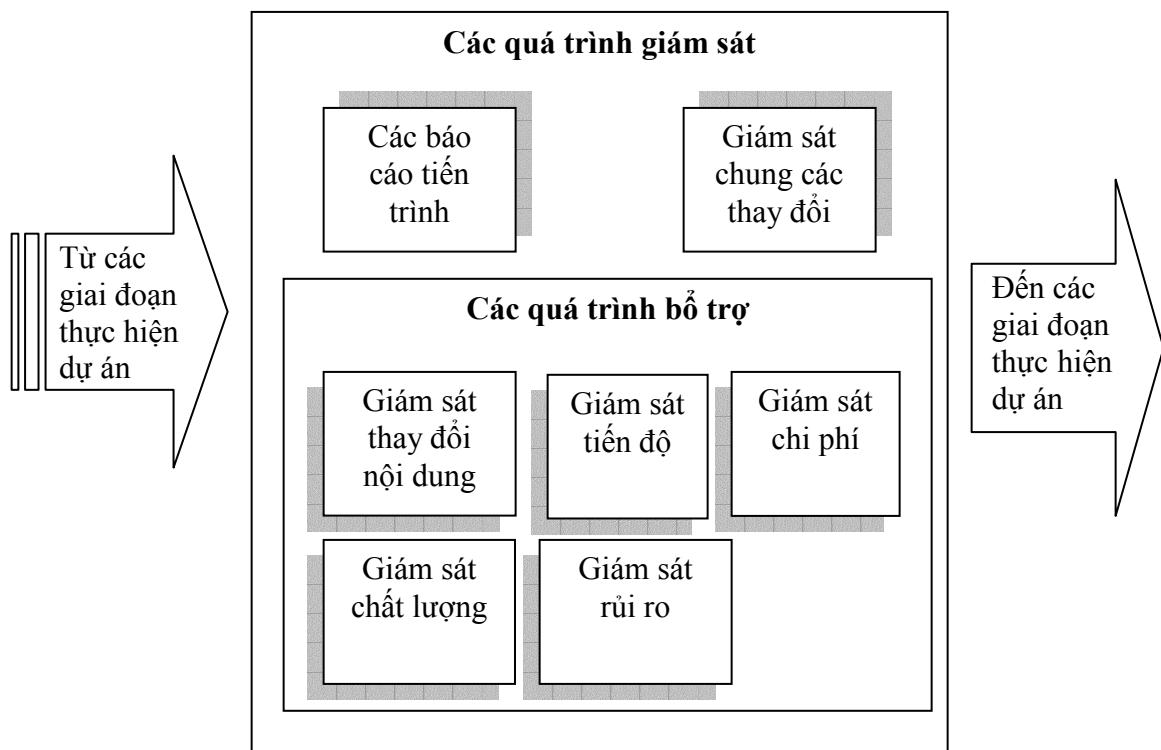 Các quá trình giám sát
Các báo
cáo tiến
trình
Giám sát
chung các
thay đổi
Từ các
giai đoạn
thực hiện
dự án
Các quá trình bổ trợ
Giám sát
thay đổi
nội dung
Giám sát
tiến độ
Giám sát
chi phí
Giám sát
chất lượng
Giám sát
rủi ro
Đến các
giai đoạn
thực hiện
dự án